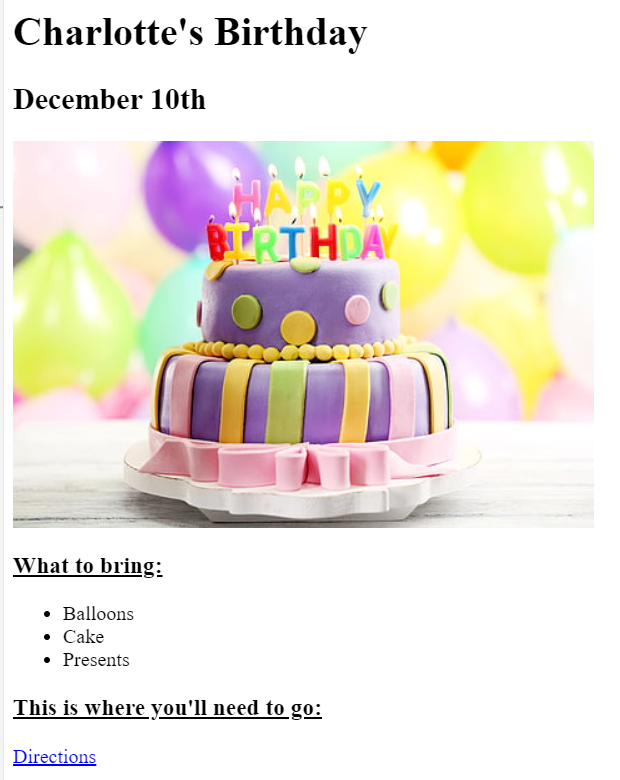 Charlotte's Birthday
December 10th
HAPPY
BIRTHDAY
What to bring:
Balloons
Cake
Presents
This is where you'll need to go:
Directions